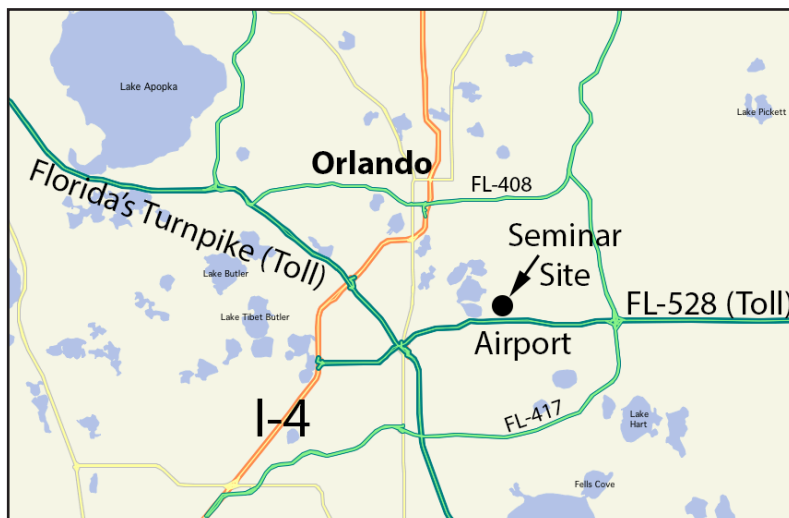 Lake Apopka
Lake Pickett
Orlando
FL-408
Florida's Turnpike (Toll)
Seminar
Site
Lake Butler
FL-528 (Toll)
Lake Tibet Butler
Airport
I-4
FL-417
Lake
Hart
Fells Cove